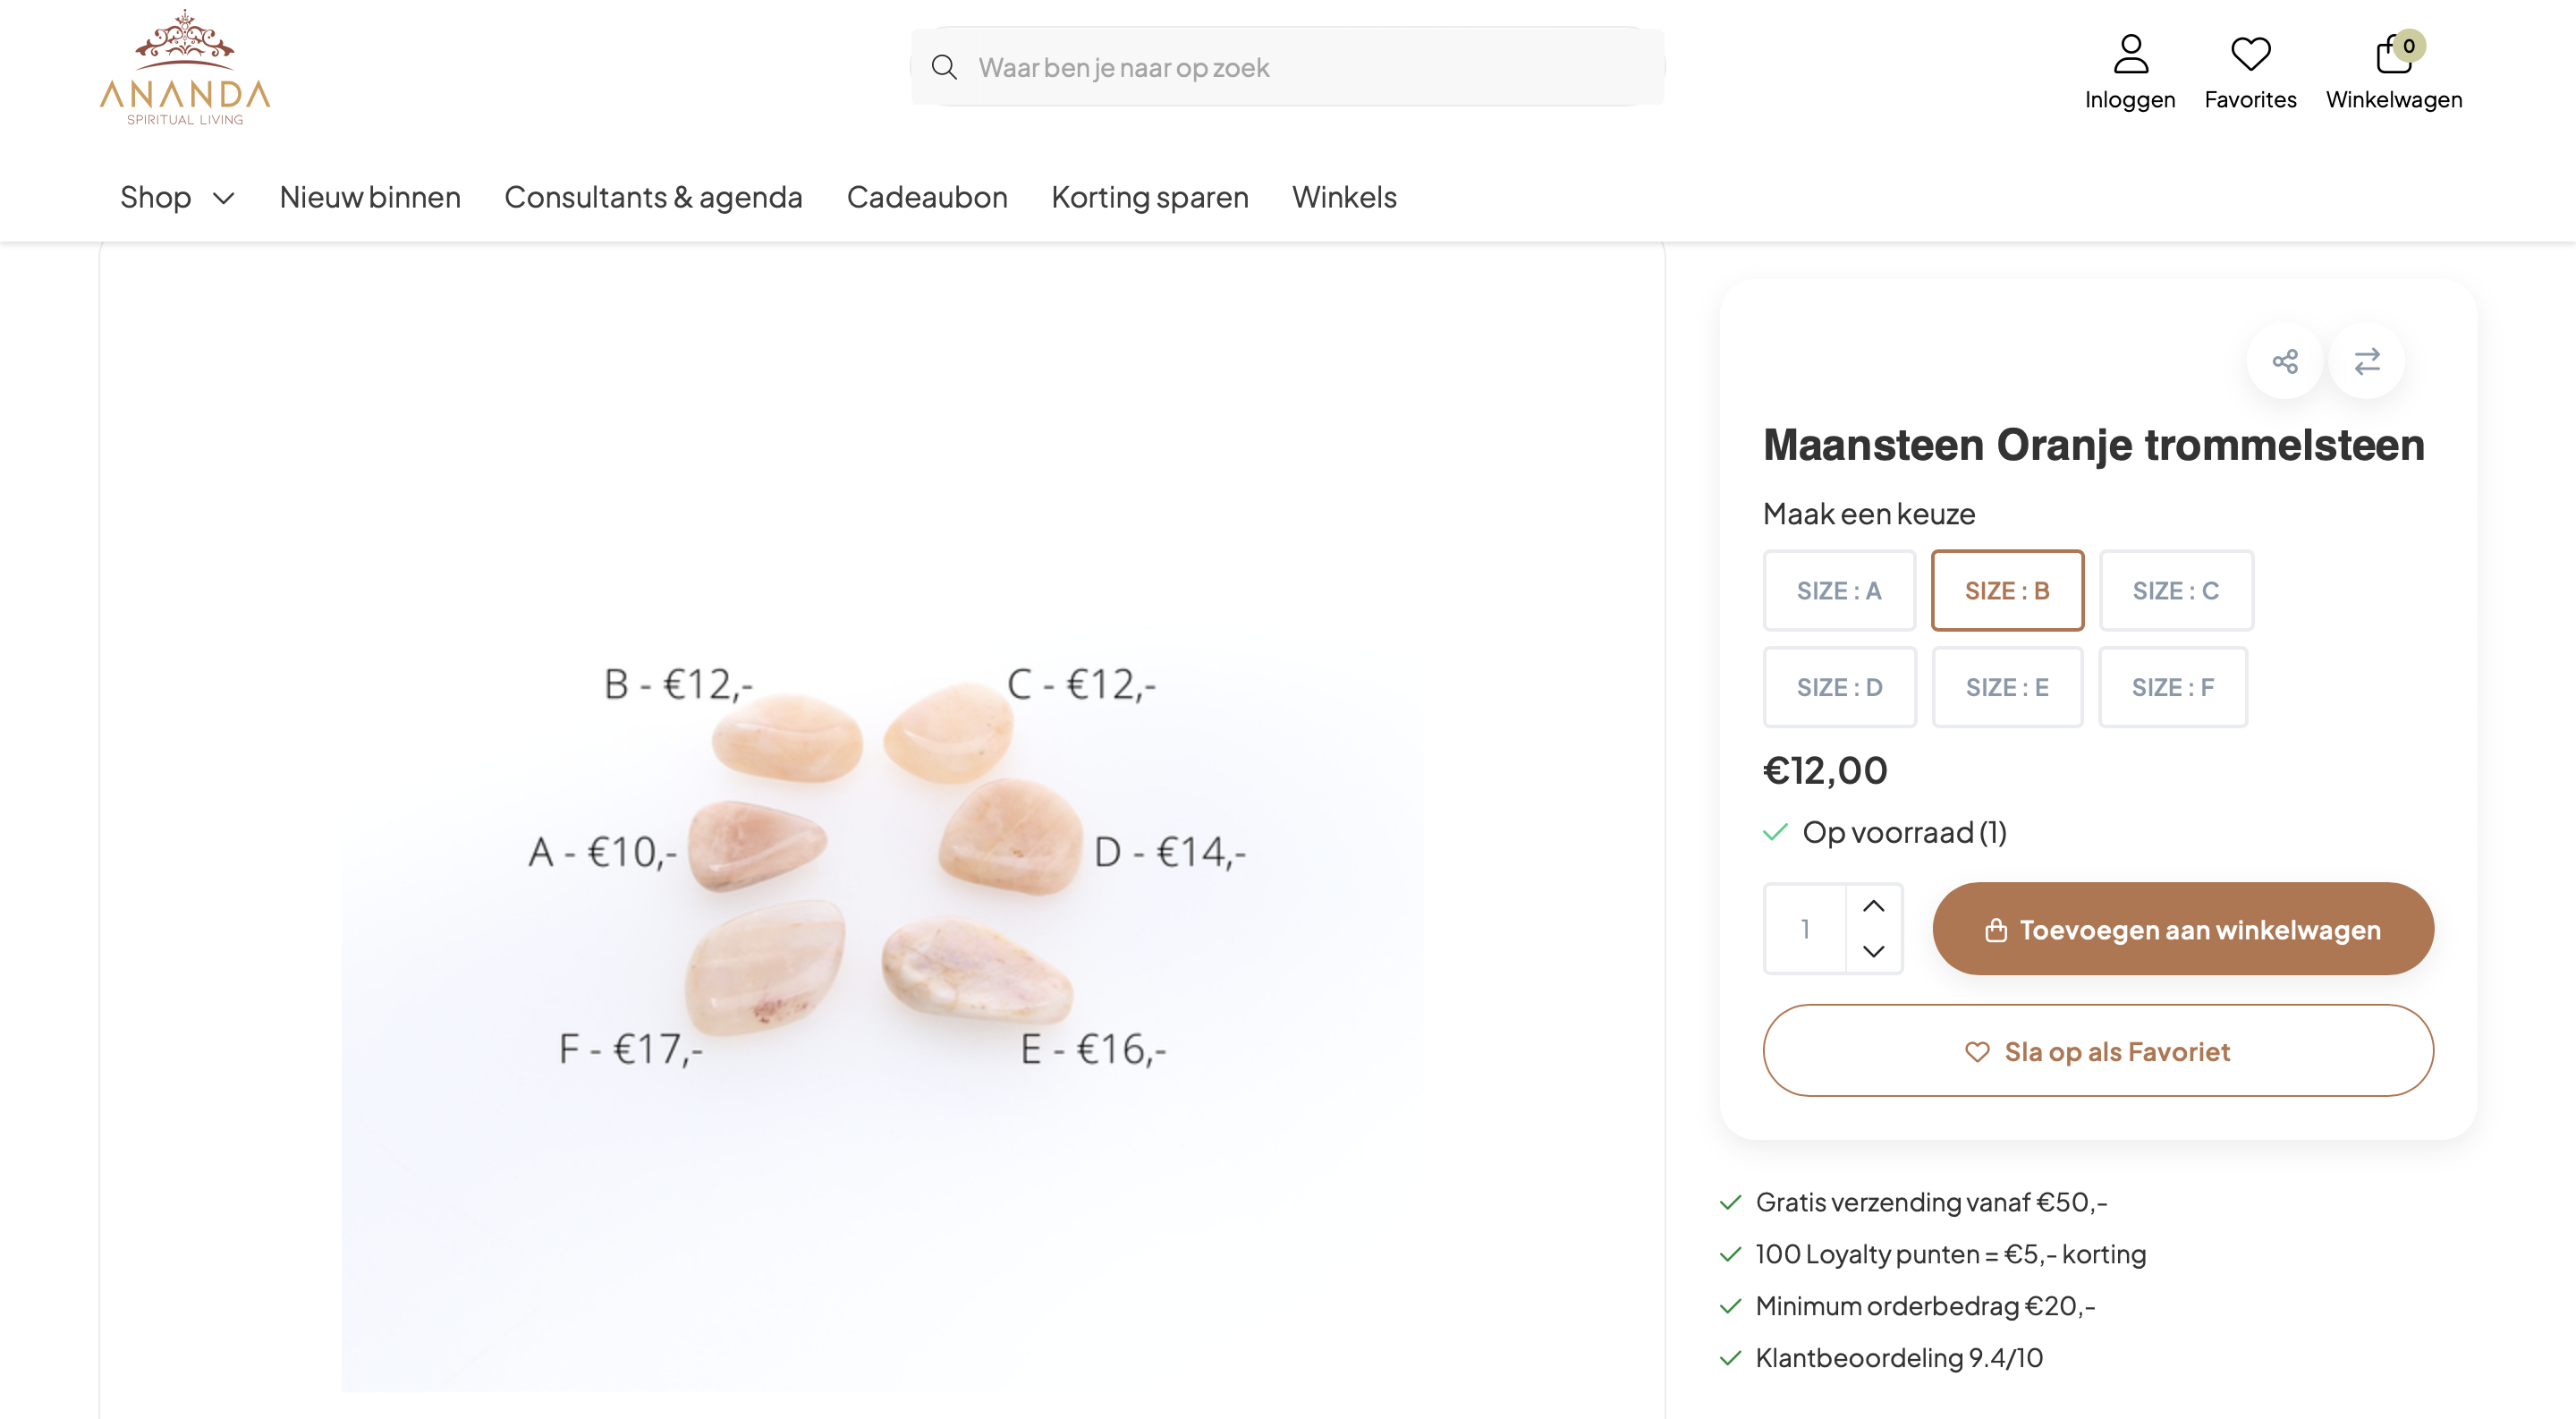 ANANDA
SPIRITUAL LIVING
Waar ben je naar op zoek
0
Inloggen
Favorites
Winkelwagen
Shop
Nieuw binnen
Consultants & agenda
Cadeaubon
Korting sparen
Winkels
B - €12,-
C - €12,-
A - €10,-
D - €14,-
F - €17,-
E - €16,-
Maansteen Oranje trommelsteen
Maak een keuze
SIZE : A
SIZE : B
SIZE : C
SIZE : D
SIZE : E
SIZE : F
€12,00
Op voorraad (1)
1
Toevoegen aan winkelwagen
Sla op als Favoriet
Gratis verzending vanaf €50,-
100 Loyalty punten = €5,- korting
Minimum orderbedrag €20,-
Klantbeoordeling 9.4/10